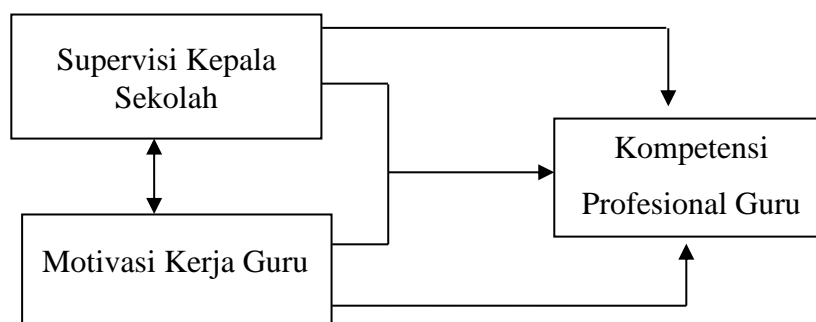 Supervisi Kepala
Sekolah
Kompetensi
Profesional Guru
Motivasi Kerja Guru